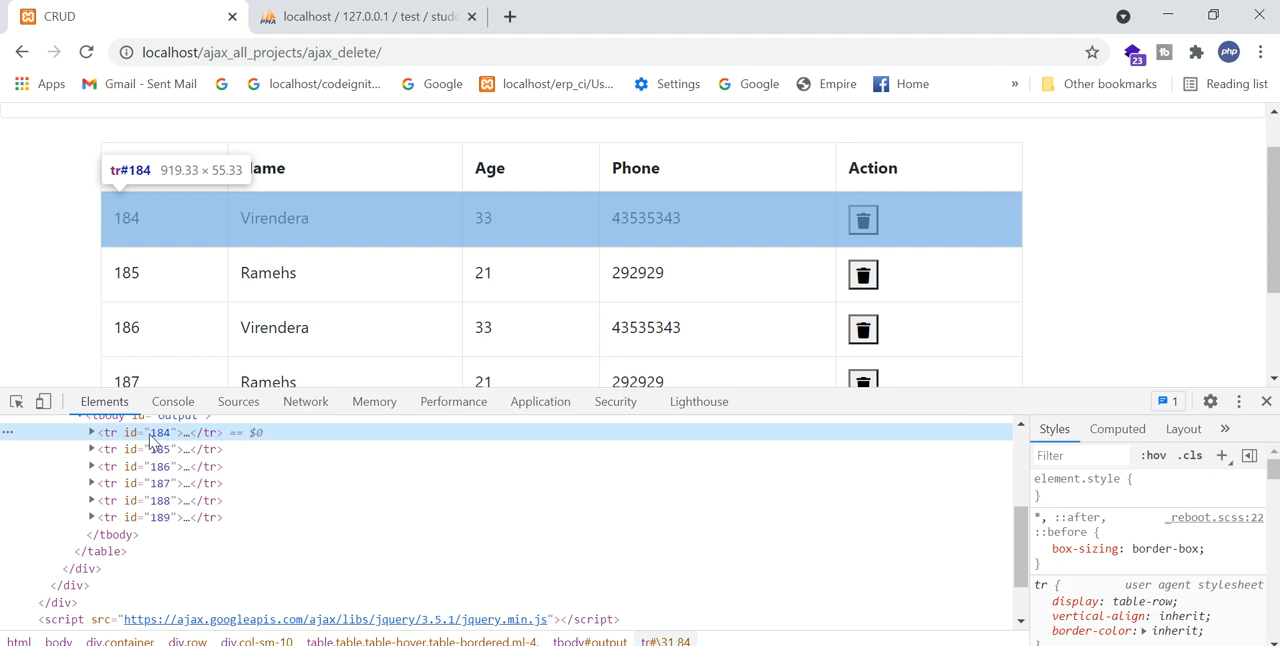 CRUD
localhost / 127.0.0.1 / test / stude
localhost/ajax_all_projects/ajax_delete/
23
tb
php
Apps
Gmail - Sent Mail
localhost/codeignit...
Google
localhost/erp_ci/Us...
Settings
Google
Empire
Home
»
Other bookmarks
Reading list
tr#184 919.33 × 55.33
Name Age Phone Action
184 Virendera 33 43535343
185 Ramehs 21 292929
186 Virendera 33 43535343
187 Ramehs 21 292929
Elements Console Sources Network Memory Performance Application Security Lighthouse 1
<tbody id="output">
<tr id="184">…</tr> == $0
<tr id="185">…</tr>
<tr id="186">…</tr>
<tr id="187">…</tr>
<tr id="188">…</tr>
<tr id="189">…</tr>
</tbody>
</table>
</div>
</div>
</div>
<script src="https://ajax.googleapis.com/ajax/libs/jquery/3.5.1/jquery.min.js"></script>
html body div.container div.row div.col-sm-10 table.table.table-hover.table-bordered.ml-4. tbody#output tr#\31 84
Styles Computed Layout »
Filter :hov .cls +
element.style {
}
*, ::after, _reboot.scss:22
::before {
box-sizing: border-box;
}
tr { user agent stylesheet
display: table-row;
vertical-align: inherit;
border-color: inherit;
}